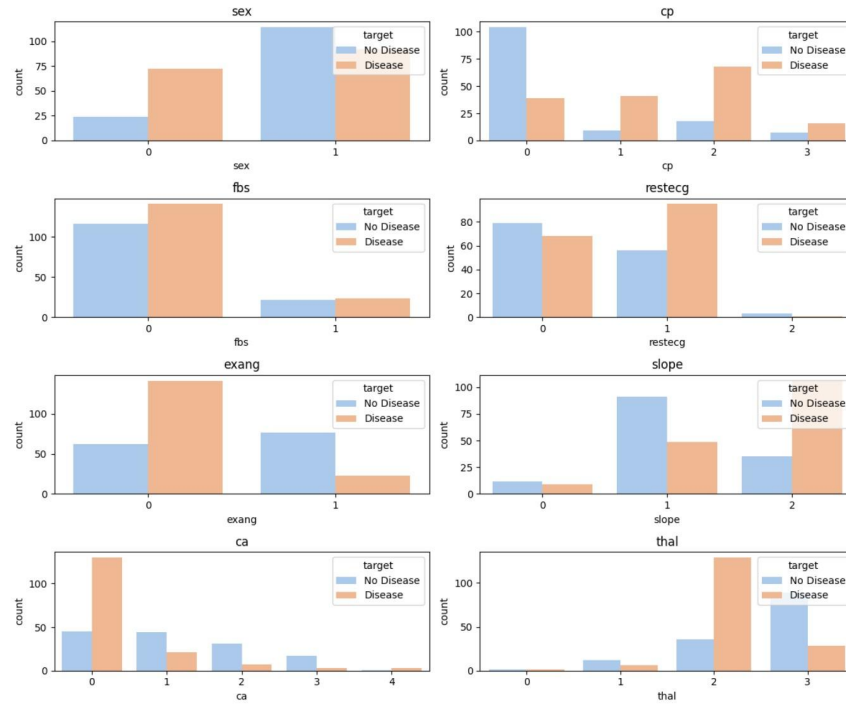 sex
100
75
50
25
0
count
target
No Disease
Disease
0
1
sex
cp
100
75
50
25
0
count
target
No Disease
Disease
0
1
2
3
cp
fbs
100
50
0
count
target
No Disease
Disease
0
1
fbs
restecg
80
60
40
20
0
count
target
No Disease
Disease
0
1
2
restecg
exang
100
50
0
count
target
No Disease
Disease
0
1
exang
slope
100
75
50
25
0
count
target
No Disease
Disease
0
1
2
slope
ca
100
50
0
count
target
No Disease
Disease
0
1
2
3
4
ca
thal
100
50
0
count
target
No Disease
Disease
0
1
2
3
thal